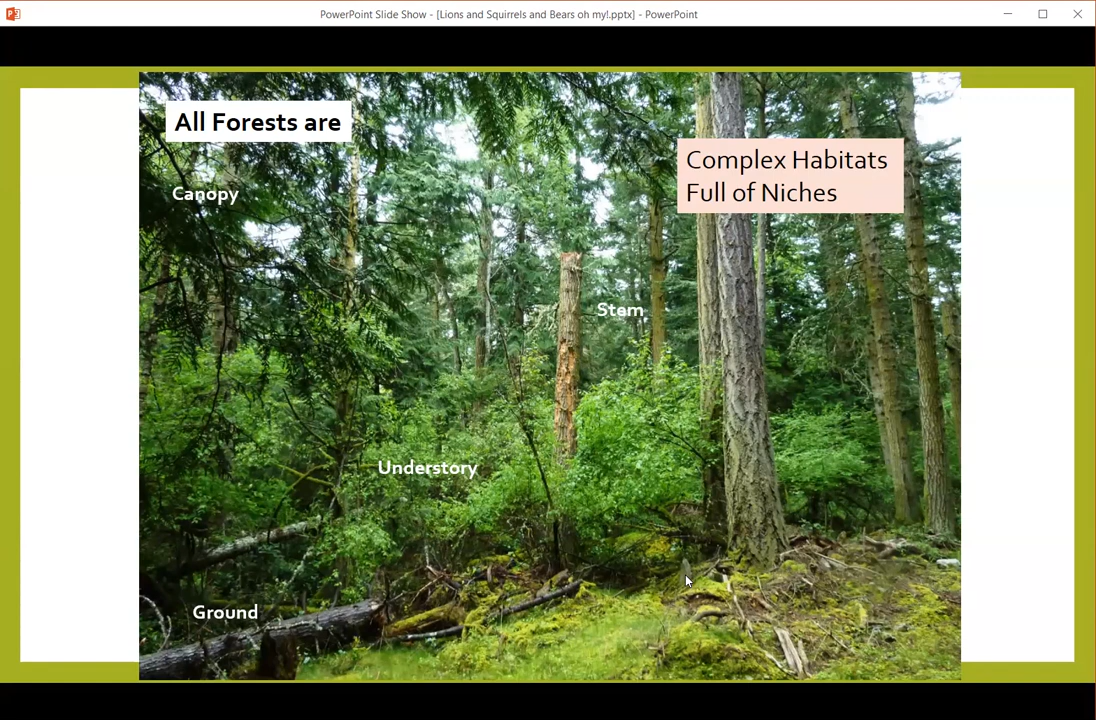 PowerPoint Slide Show - [Lions and Squirrels and Bears oh my!.pptx] - PowerPoint
All Forests are
Complex Habitats
Full of Niches
Canopy
Stem
Understory
Ground